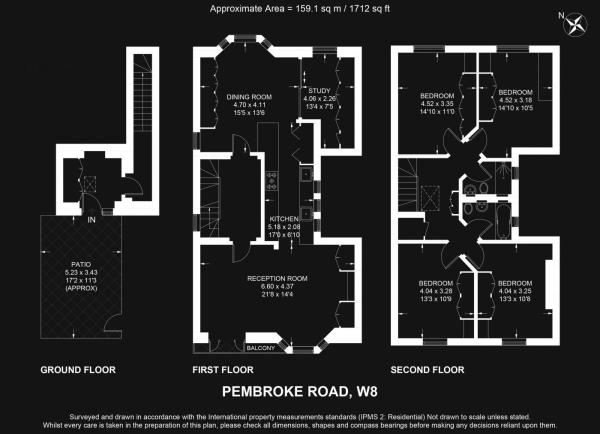 Approximate Area = 159.1 sq m / 1712 sq ft
N
DINING ROOM
4.70 x 4.11
15'5 x 13'6
STUDY
4.06 x 2.26
13'4 x 7'5
BEDROOM
4.52 x 3.35
14'10 x 11'0
BEDROOM
4.52 x 3.18
14'10 x 10'5
IN
KITCHEN
5.18 x 2.08
17'0 x 6'10
PATIO
5.23 x 3.43
17'2 x 11'3
(APPROX)
RECEPTION ROOM
6.60 x 4.37
21'8 x 14'4
BEDROOM
4.04 x 3.28
13'3 x 10'9
BEDROOM
4.04 x 3.25
13'3 x 10'8
BALCONY
GROUND FLOOR
FIRST FLOOR
SECOND FLOOR
PEMBROKE ROAD, W8
Surveyed and drawn in accordance with the International property measurements standards (IPMS 2: Residential) Not drawn to scale unless stated.
Whilst every care is taken in the preparation of this plan, please check all dimensions, shapes and compass bearings before making any decisions reliant upon them.